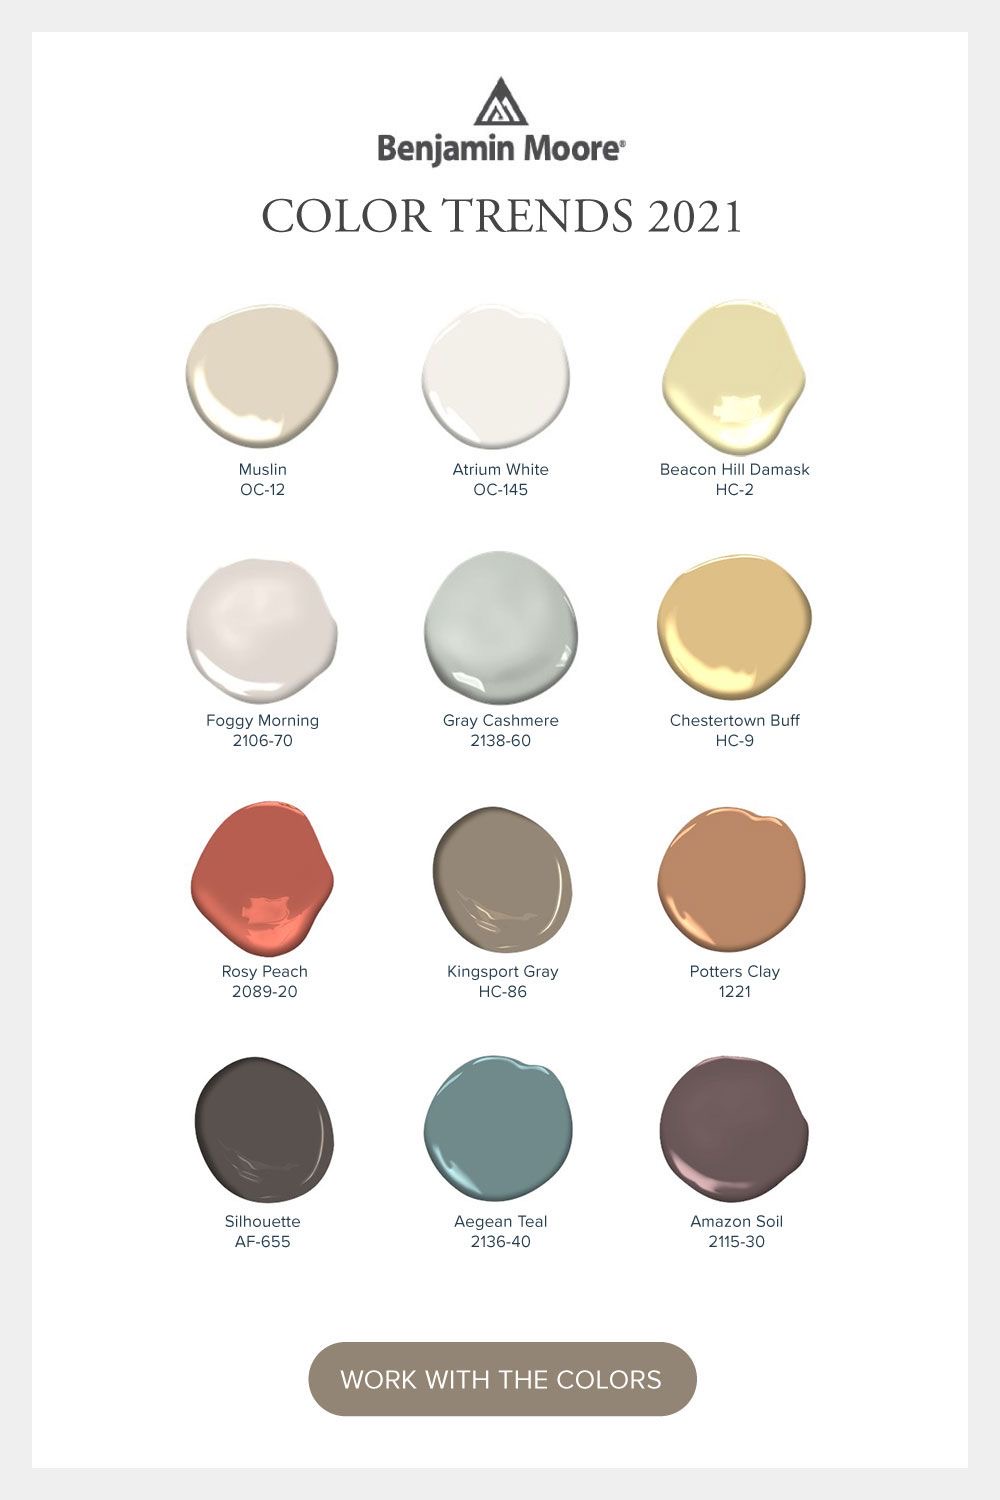 Benjamin Moore®
COLOR TRENDS 2021
Muslin
OC-12
Atrium White
OC-145
Beacon Hill Damask
HC-2
Foggy Morning
2106-70
Gray Cashmere
2138-60
Chestertown Buff
HC-9
Rosy Peach
2089-20
Kingsport Gray
HC-86
Potters Clay
1221
Silhouette
AF-655
Aegean Teal
2136-40
Amazon Soil
2115-30
WORK WITH THE COLORS